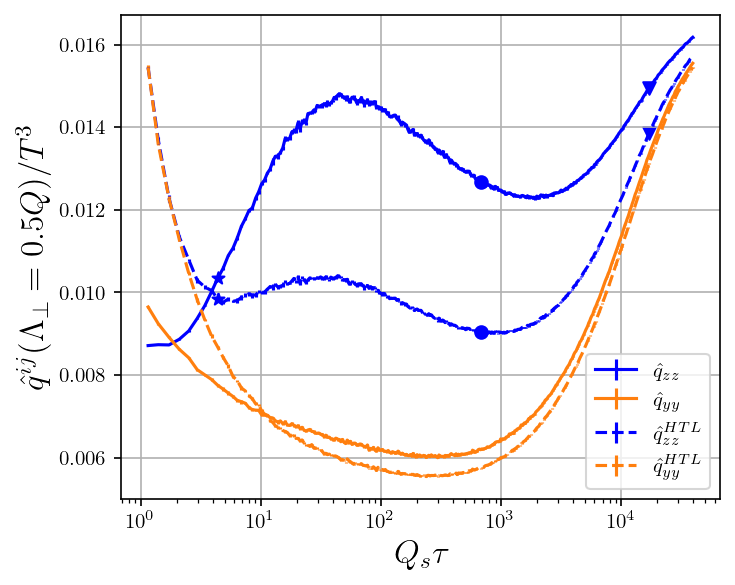 0.016
0.014
0.012
0.010
0.008
0.006
q̂^{ij}(Λ_⊥ = 0.5Q)/T^3
10^0
10^1
10^2
10^3
10^4
Q_sτ
q̂_{zz}
q̂_{yy}
q̂_{zz}^{HTL}
q̂_{yy}^{HTL}